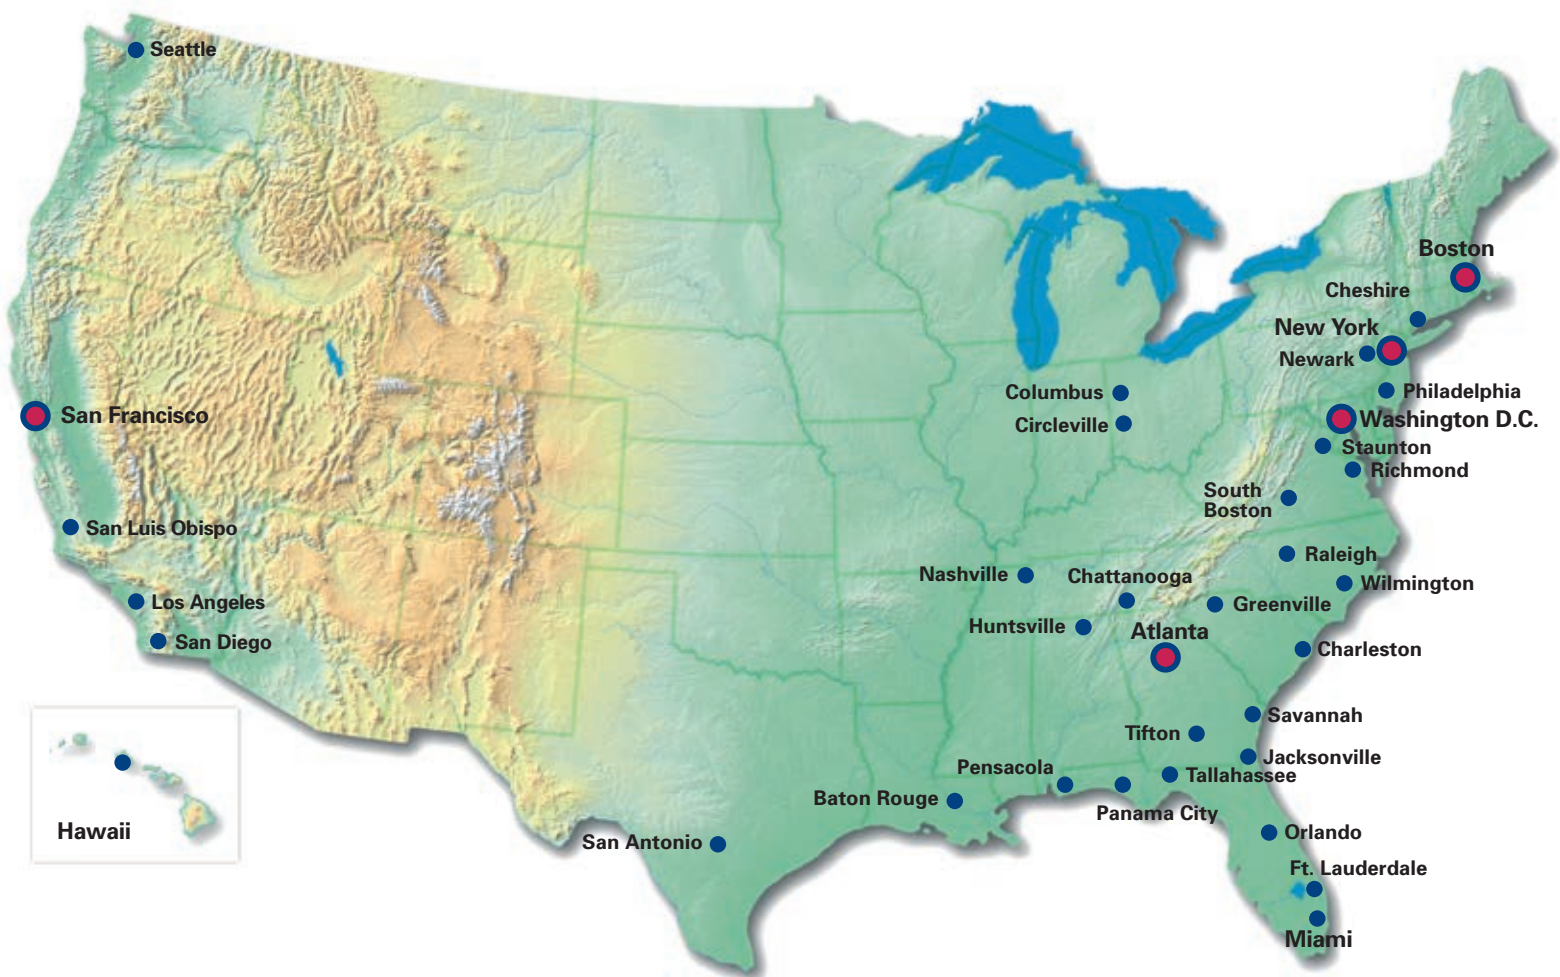 Seattle
Boston
Cheshire
New York
Newark
Columbus
Philadelphia
San Francisco
Circleville
Washington D.C.
Staunton
Richmond
South
Boston
San Luis Obispo
Raleigh
Nashville
Chattanooga
Wilmington
Los Angeles
Greenville
Huntsville
Atlanta
San Diego
Charleston
Savannah
Tifton
Jacksonville
Pensacola
Tallahassee
Baton Rouge
Panama City
Hawaii
Orlando
San Antonio
Ft. Lauderdale
Miami